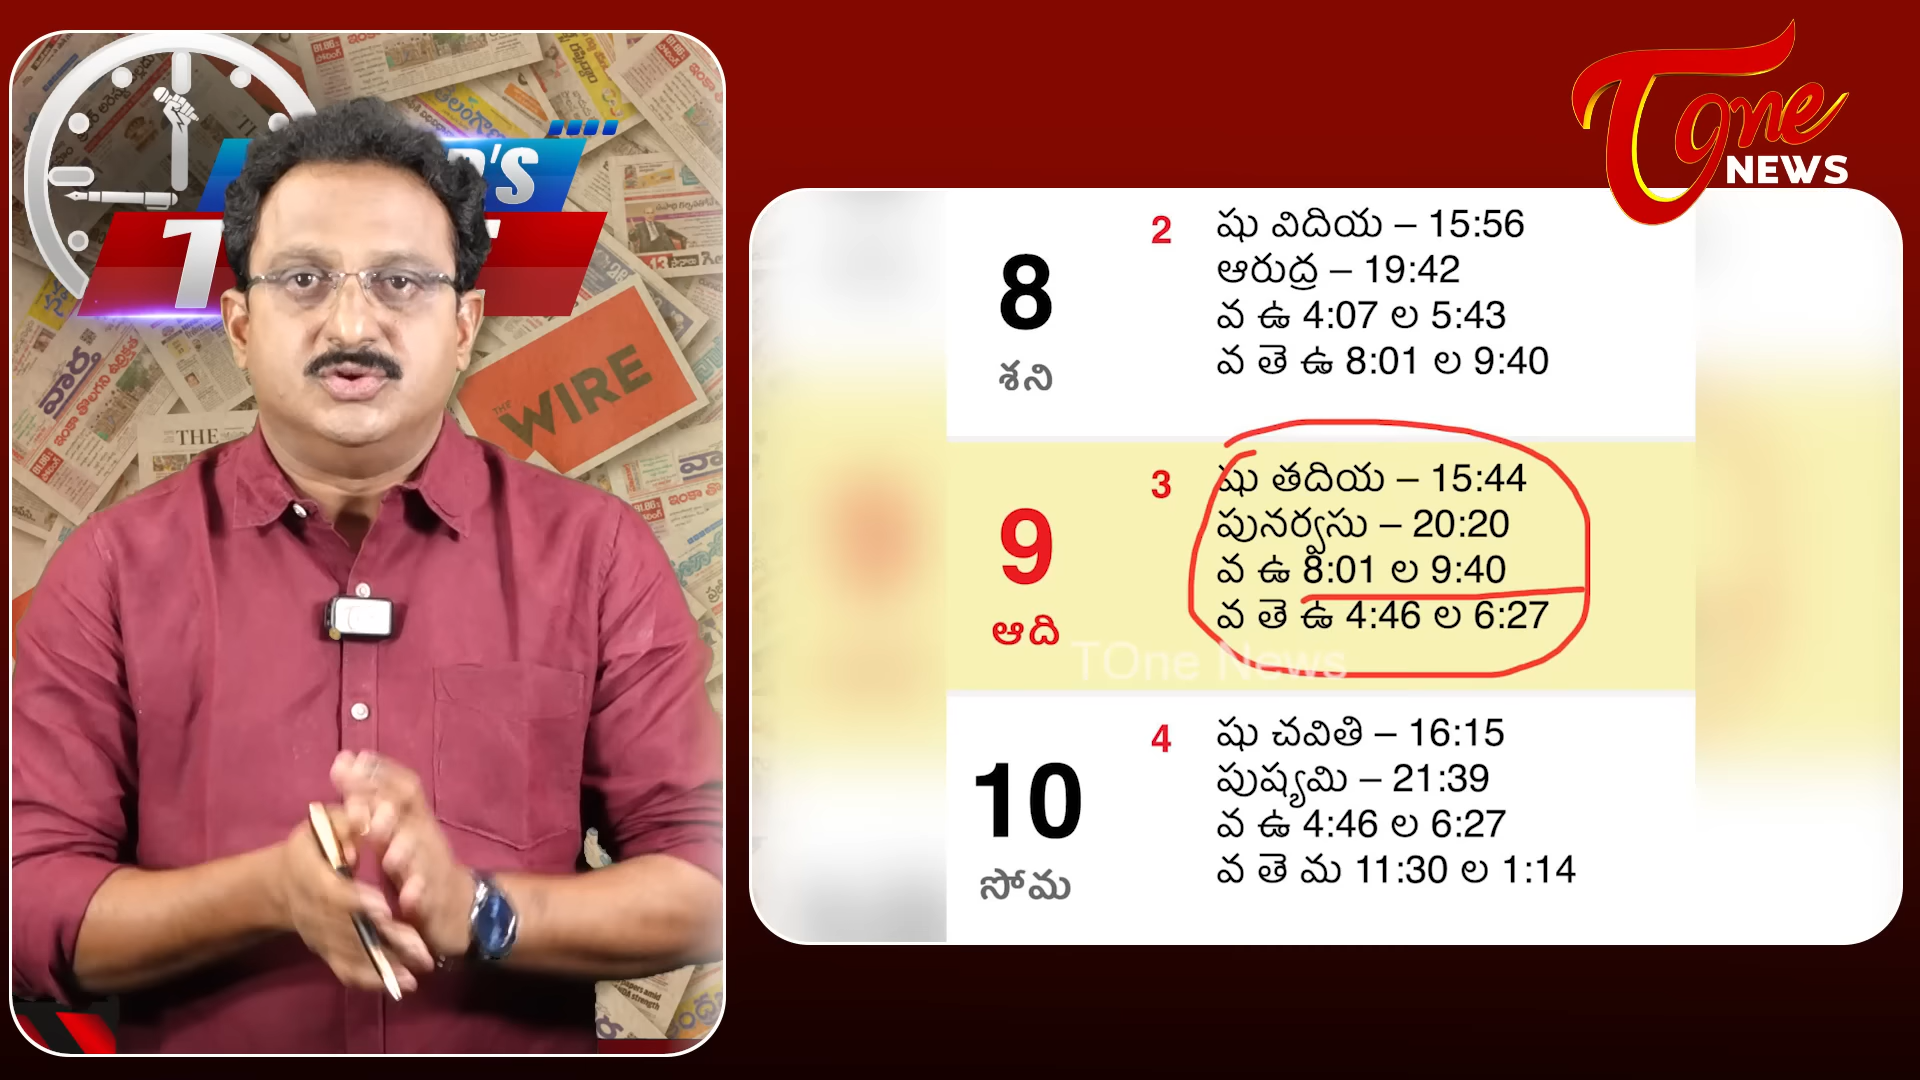 'S
T
TOne
NEWS
THE
WIRE
వార్త
THE
8
శని
2
షు విదియ – 15:56
ఆరుద్ర – 19:42
వ ఉ 4:07 ల 5:43
వ తె ఉ 8:01 ల 9:40
9
ఆది
3
షు తదియ – 15:44
పునర్వసు – 20:20
వ ఉ 8:01 ల 9:40
వ తె ఉ 4:46 ల 6:27
TOne News
10
సోమ
4
షు చవితి – 16:15
పుష్యమి – 21:39
వ ఉ 4:46 ల 6:27
వ తె మ 11:30 ల 1:14